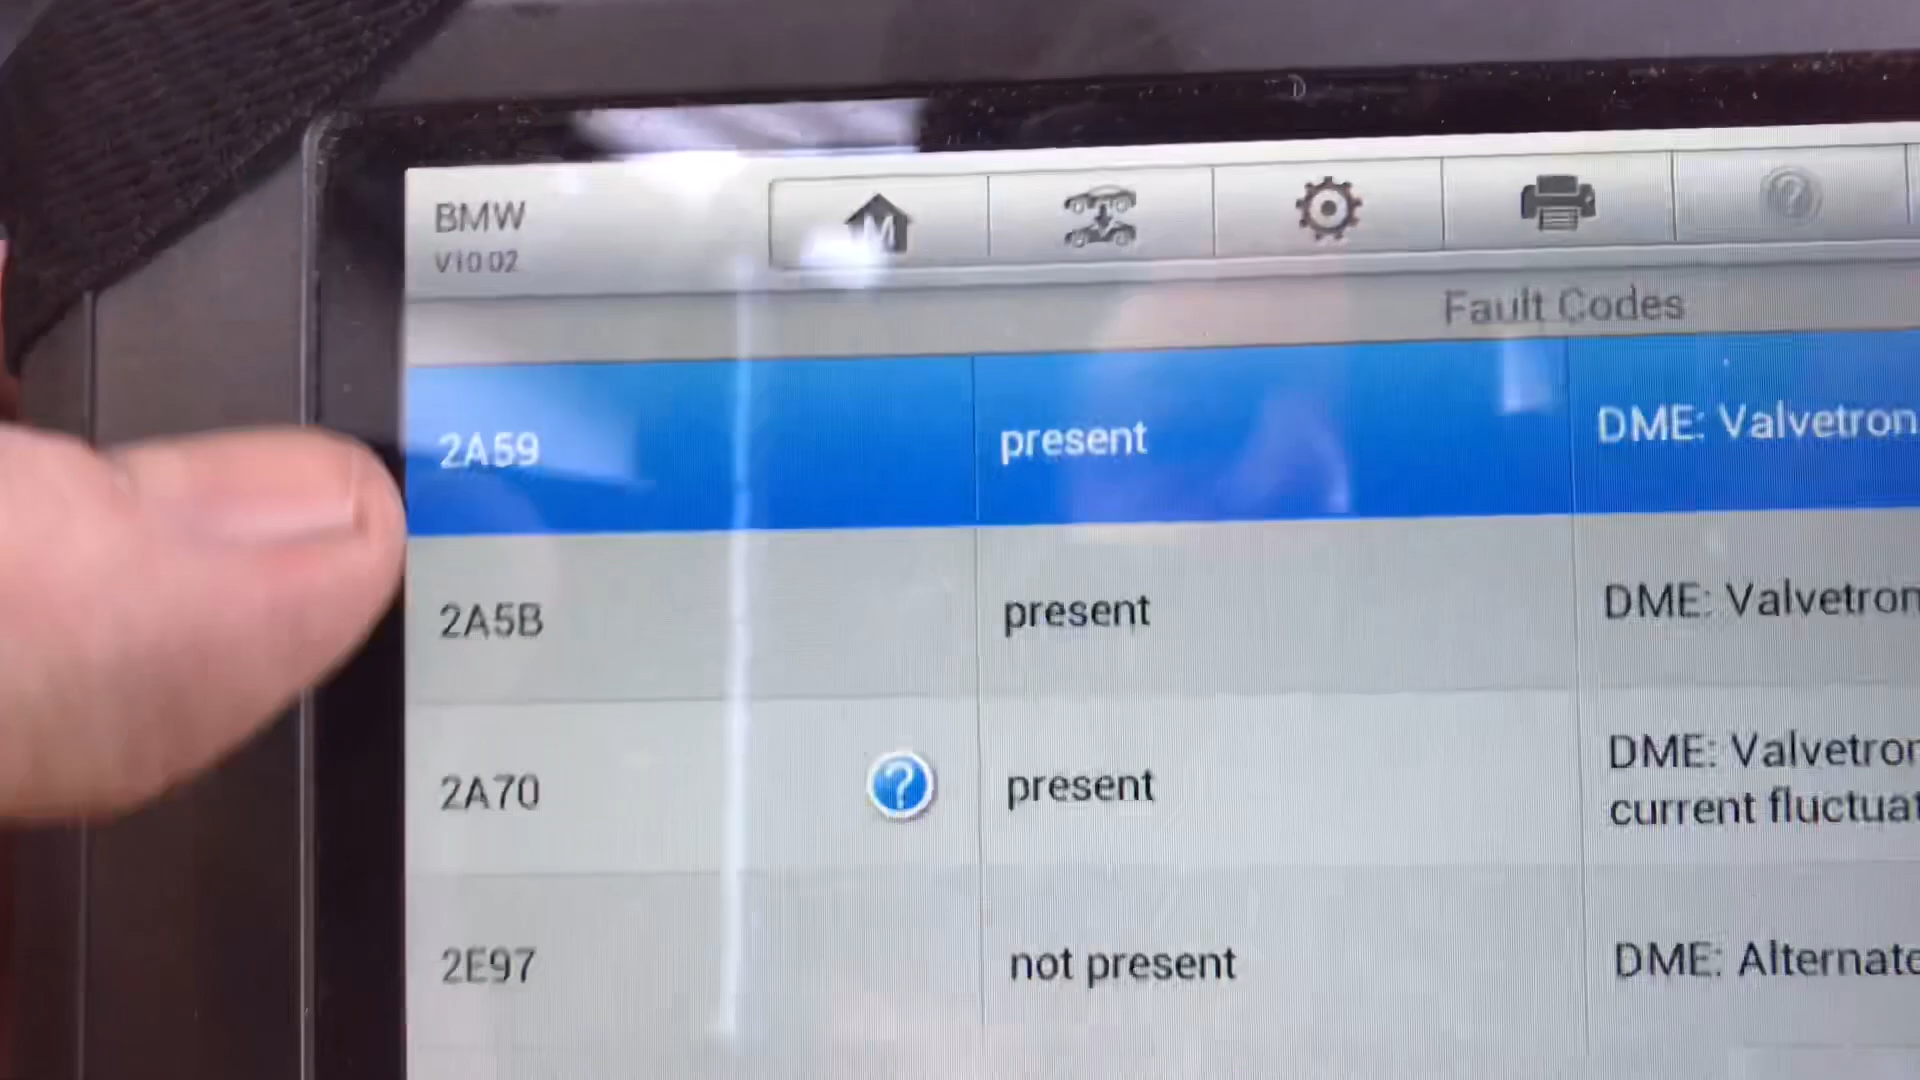 BMW
V10.02
M
Fault Codes
2A59 present DME: Valvetron
2A5B present DME: Valvetron
2A70 ? present DME: Valvetron
current fluctuat
2E97 not present DME: Alternato